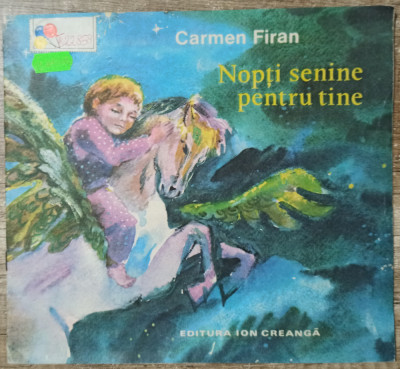 Carmen Firan
Nopți senine
pentru tine
EDITURA ION CREANGĂ